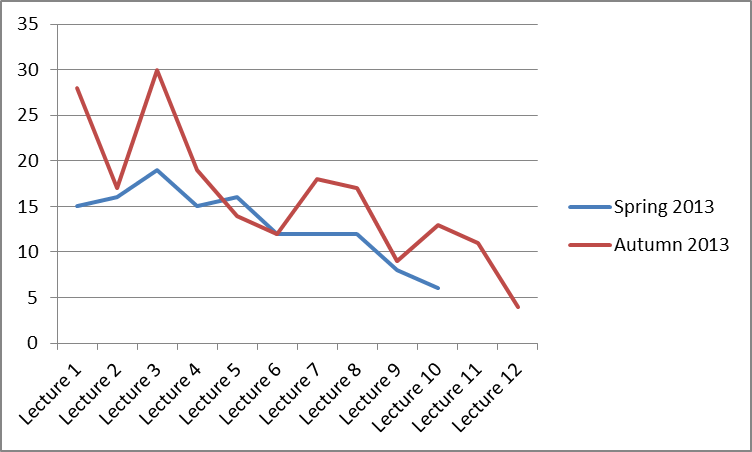 35
30
25
20
15
10
5
0
Lecture 1
Lecture 2
Lecture 3
Lecture 4
Lecture 5
Lecture 6
Lecture 7
Lecture 8
Lecture 9
Lecture 10
Lecture 11
Lecture 12
Spring 2013
Autumn 2013